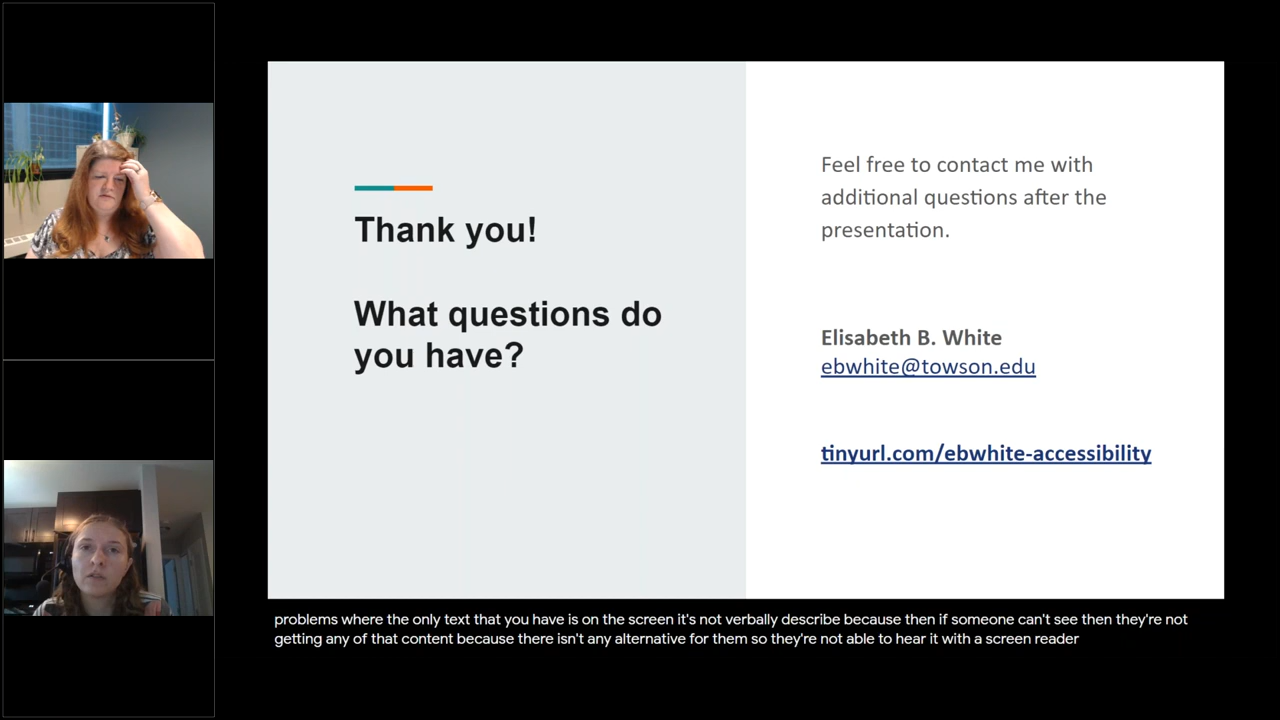 Thank you!
What questions do
you have?
Feel free to contact me with
additional questions after the
presentation.
Elisabeth B. White
ebwhite@towson.edu
tinyurl.com/ebwhite-accessibility
problems where the only text that you have is on the screen it's not verbally describe because then if someone can't see then they're not
getting any of that content because there isn't any alternative for them so they're not able to hear it with a screen reader